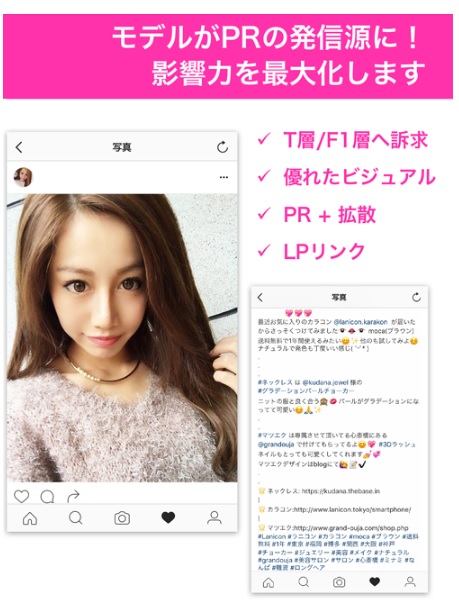 モデルがPRの発信源に！
影響力を最大化します
写真
✓ T層/F1層へ訴求
✓ 優れたビジュアル
✓ PR + 拡散
✓ LPリンク
写真
最近お気に入りのカラコン @lanicon.karakon が届いた
からさっそくつけてみました moca(ブラウン)
送料無料で1年間使えるみたい 他のも試してみよ
ナチュラルで発色も丁度いい感じ( ˘ ³˘)
#ネックレス は @kudana.jewel 様の
#グラデーションパールチョーカー
ニットの服と良く合う パールがグラデーションにな
ってて可愛い
#マツエク は専属させて頂いてる心斎橋にある
@grandouja で付けてもらってるよ #3Dラッシュ
ネイルもとっても可愛くしてくれます
マツエクデザインはblogにて
ネックレス: https://kudana.thebase.in
カラコン:http://www.lanicon.tokyo/smartphone/
マツエク:http://www.grand-ouja.com/shop.php
#Lanicon #ラニコン #カラコン #moca #ブラウン #送料
無料 #1年 #東京 #福岡 #博多 #関西 #大阪 #神戸
#チョーカー #ジュエリー #美容 #メイク #ナチュラル
#grandouja #美容サロン #サロン #心斎橋 #ミナミ #な
んば #難波 #ロングヘア